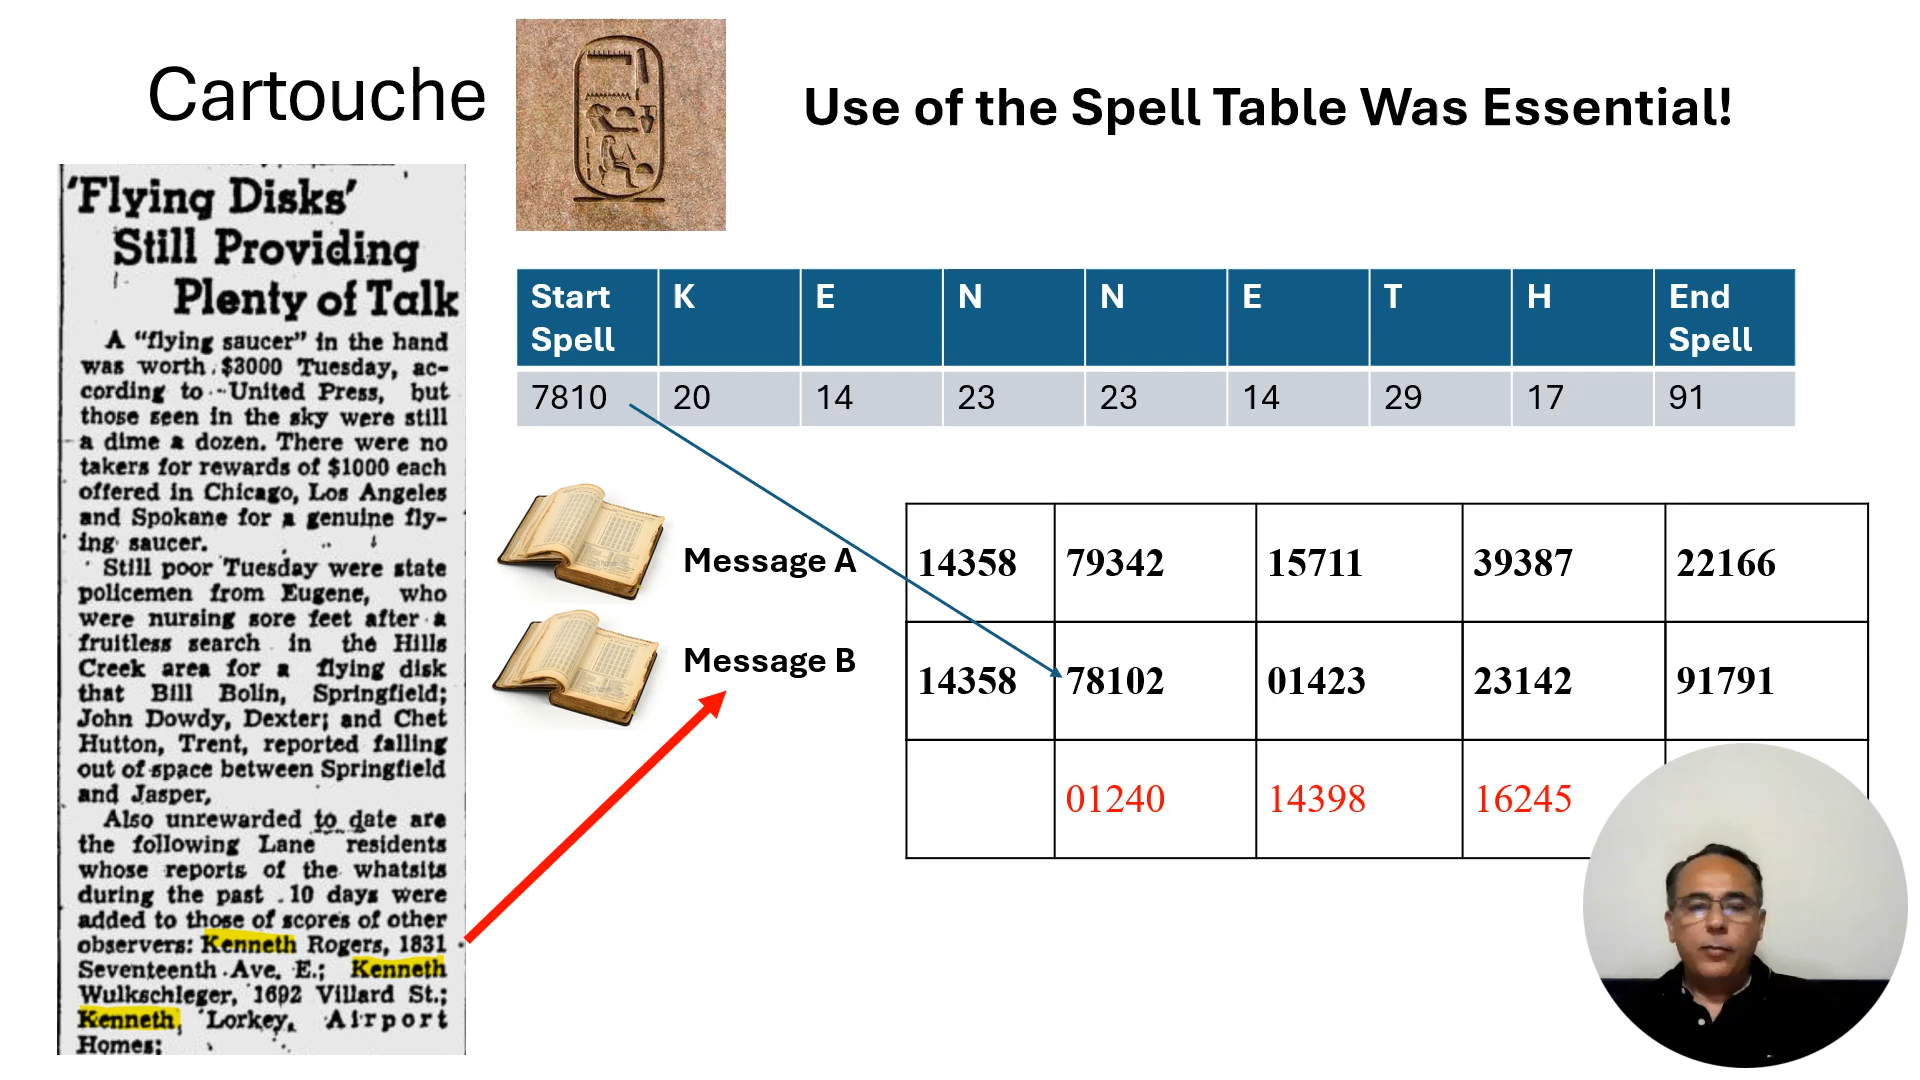 Cartouche
Use of the Spell Table Was Essential!
'Flying Disks'
Still Providing
Plenty of Talk
A "flying saucer" in the hand
was worth $3000 Tuesday, ac-
cording to United Press, but
those seen in the sky were still
a dime a dozen. There were no
takers for rewards of $1000 each
offered in Chicago, Los Angeles
and Spokane for a genuine fly-
ing saucer.
Still poor Tuesday were state
policemen from Eugene, who
were nursing sore feet after a
fruitless search in the Hills
Creek area for a flying disk
that Bill Bolin, Springfield;
John Dowdy, Dexter; and Chet
Hutton, Trent, reported falling
out of space between Springfield
and Jasper,
Also unrewarded to date are
the following Lane residents
whose reports of the whatsits
during the past 10 days were
added to those of scores of other
observers: Kenneth Rogers, 1831
Seventeenth Ave. E.; Kenneth
Wulkschleger, 1692 Villard St.;
Kenneth, Lorkey, Airport
Homes;
Start Spell K E N N E T H End Spell
7810 20 14 23 23 14 29 17 91
Message A 14358 79342 15711 39387 22166
Message B 14358 78102 01423 23142 91791
01240 14398 16245